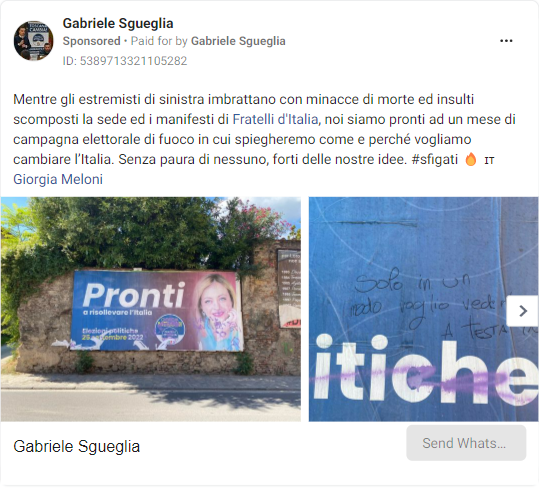 Gabriele Sgueglia
Sponsored • Paid for by Gabriele Sgueglia
ID: 5389713321105282
Mentre gli estremisti di sinistra imbrattano con minacce di morte ed insulti
scomposti la sede ed i manifesti di Fratelli d'Italia, noi siamo pronti ad un mese di
campagna elettorale di fuoco in cui spiegheremo come e perché vogliamo
cambiare l'Italia. Senza paura di nessuno, forti delle nostre idee. #sfigati 🔥 IT
Giorgia Meloni
Pronti
a risollevare l'Italia
Elezioni politiche
25 settembre 2022
Solo in un
modo voglio veder
A TESTA IN
itiche
Gabriele Sgueglia
Send Whats...